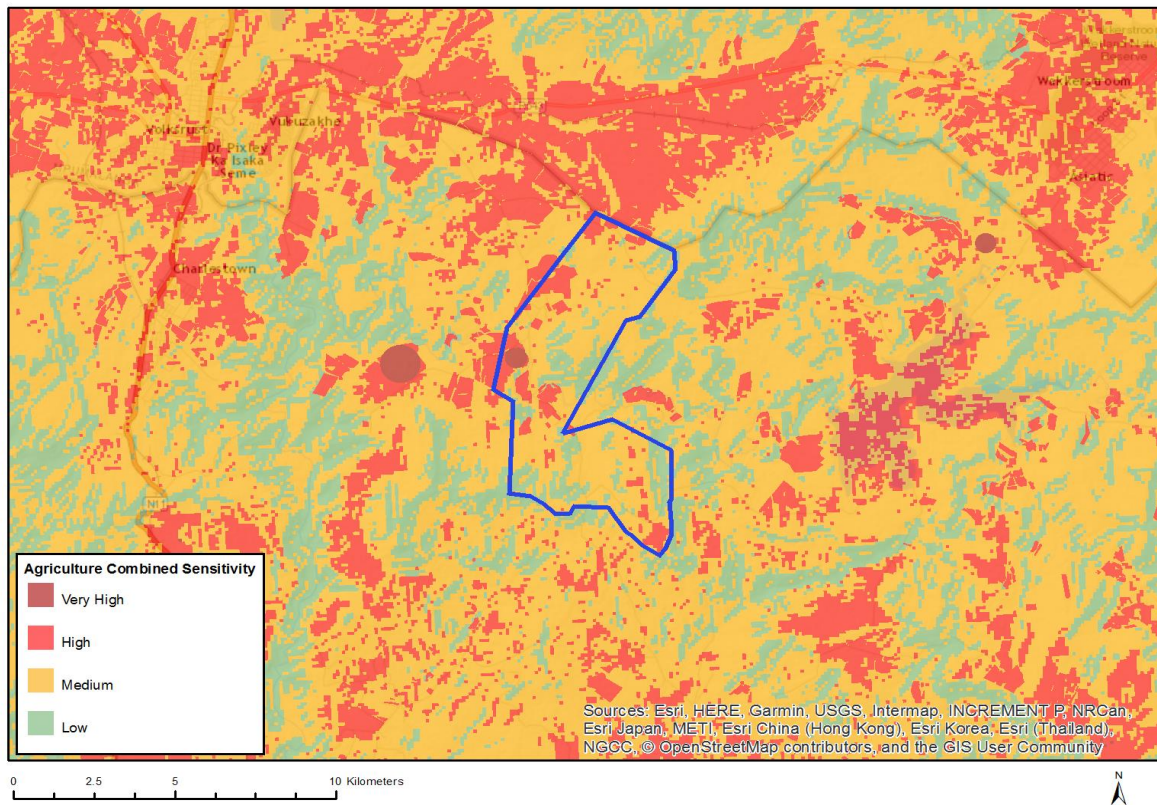 Wakkerstroom
Volksrust
Vukuzakhe
Dr Pixley
Ka Isaka
Seme
Charlestown
N11
Agriculture Combined Sensitivity
Very High
High
Medium
Low
Sources: Esri, HERE, Garmin, USGS, Intermap, INCREMENT P, NRCan,
Esri Japan, METI, Esri China (Hong Kong), Esri Korea, Esri (Thailand),
NGCC, © OpenStreetMap contributors, and the GIS User Community
0 2.5 5 10 Kilometers
N